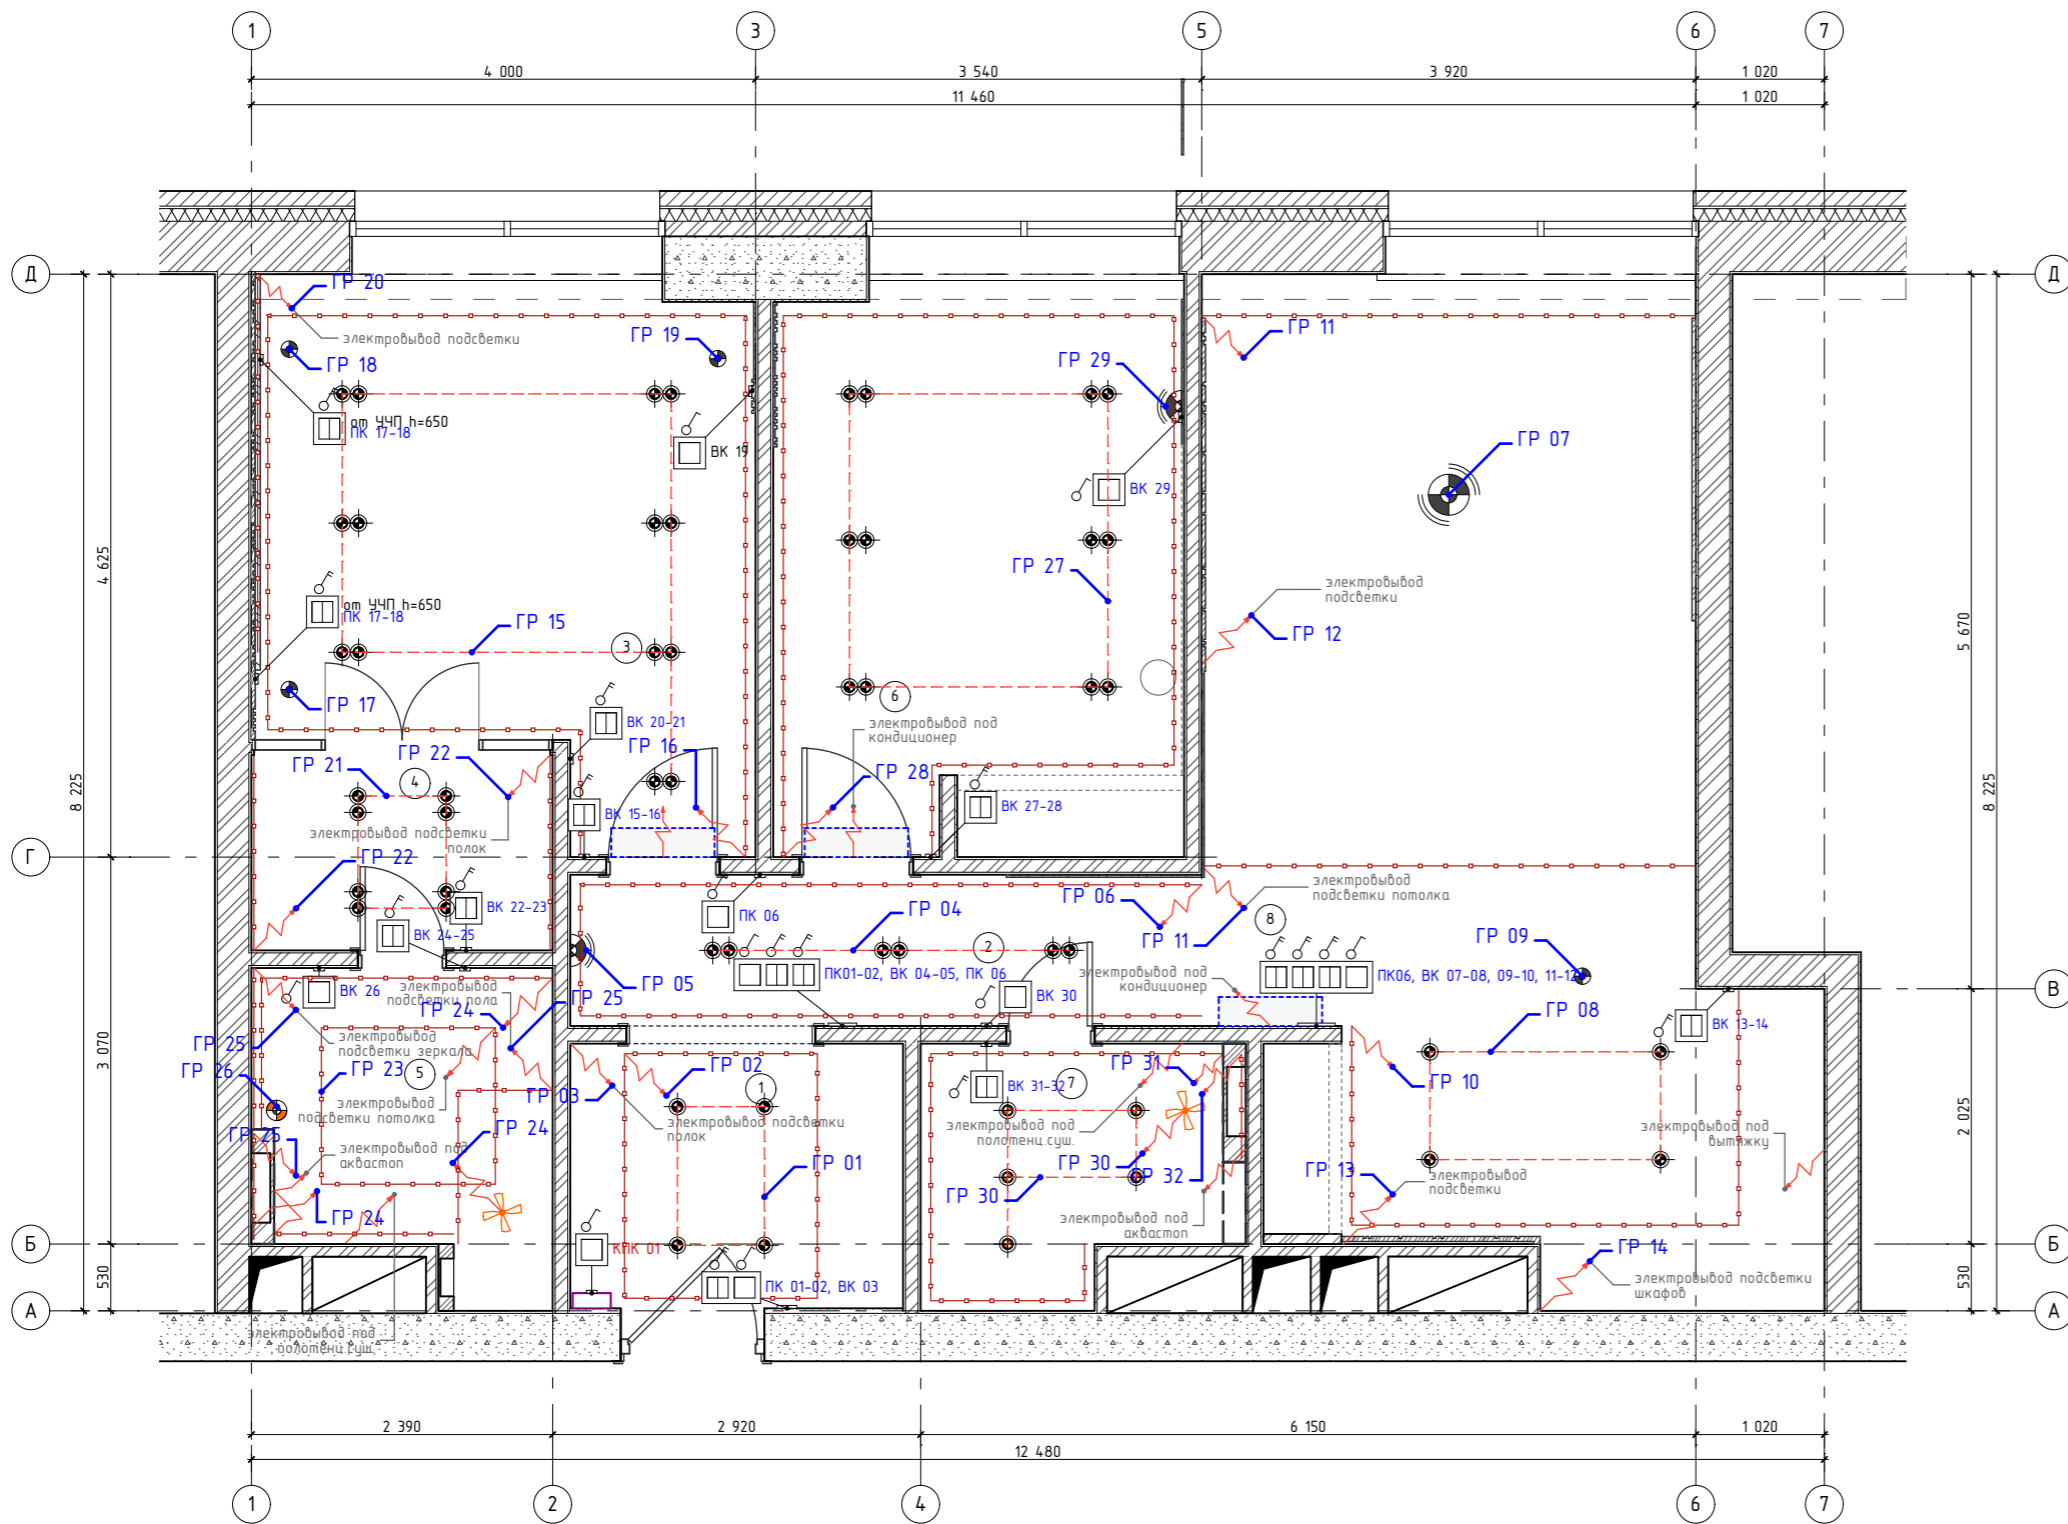 1
3
5
6
7
4 000
3 540
3 920
1 020
11 460
1 020
Д
Д
ГР 20
электровывод подсветки
ГР 18
ГР 19
ГР 29
ГР 11
от УЧП h=650
ПК 17-18
ВК 19
ВК 29
ГР 07
4 625
8 225
5 670
8 225
ГР 27
от УЧП h=650
ПК 17-18
ГР 15
3
электровывод
подсветки
ГР 12
ГР 17
6
ВК 20-21
ГР 16
электровывод под
кондиционер
ГР 22
ГР 21
4
ГР 28
ВК 15-16
ВК 27-28
электровывод подсветки
полок
Г
ГР 22
ВК 22-23
ВК 24-25
ПК 06
ГР 04
ГР 06
электровывод
подсветки потолка
ГР 11
8
2
ГР 09
ГР 05
ПК01-02, ВК 04-05, ПК 06
электровывод под
кондиционер
ПК06, ВК 07-08, 09-10, 11-12
В
ВК 26
электровывод
подсветки пола
ГР 25
ГР 24
ВК 30
ГР 08
ВК 13-14
ГР 25
электровывод
подсветки зеркала
3 070
ГР 26
ГР 23
5
ГР 03
ГР 02
1
ГР 31
ВК 31-32
7
ГР 10
электровывод
подсветки потолка
электровывод подсветки
полок
электровывод под
полотенц.суш.
электровывод под
вытяжку
2 025
ГР 25
электровывод под
аквастоп
ГР 24
ГР 01
ГР 30
ГР 32
ГР 30
ГР 13
электровывод
подсветки
ГР 24
электровывод под
аквастоп
Б
КПК 01
Б
530
ПК 01-02, ВК 03
ГР 14
электровывод подсветки
шкафов
530
А
А
электровывод под
полотенц.суш.
2 390
2 920
6 150
1 020
12 480
1
2
4
6
7